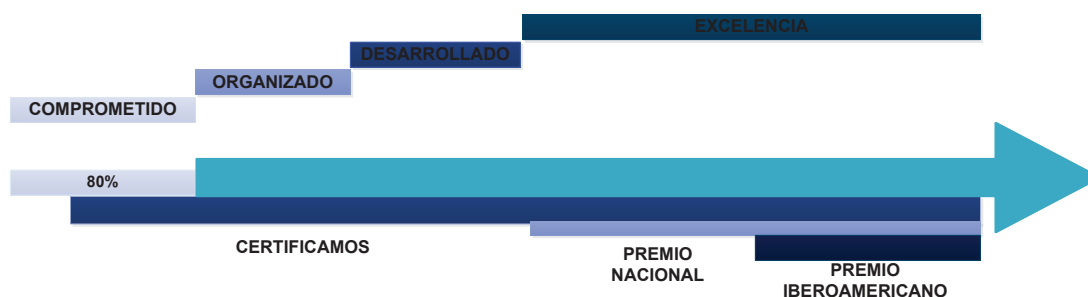 EXCELENCIA
DESARROLLADO
ORGANIZADO
COMPROMETIDO
80%
CERTIFICAMOS
PREMIO
NACIONAL
PREMIO
IBEROAMERICANO